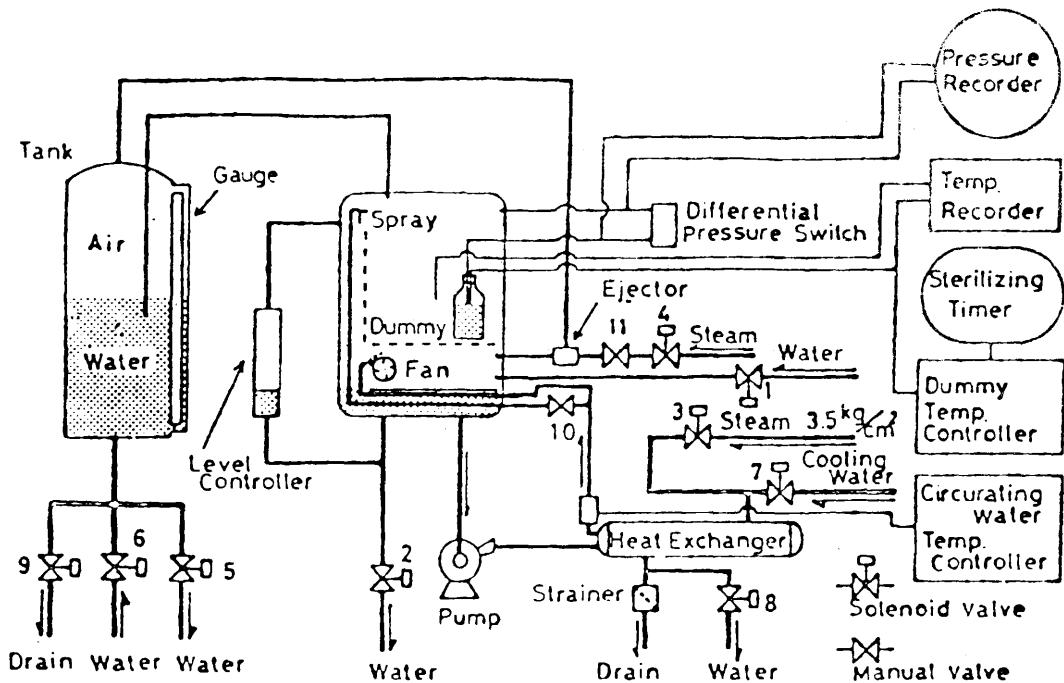 Pressure
Recorder
Tank
Gauge
Temp.
Recorder
Spray
Differential
Pressure Switch
Air
Sterilizing
Timer
Ejector
Dummy
11
4
Steam
Water
Water
Fan
Dummy
Temp.
Controller
3
Steam 3.5 kg/cm²
10
Level
Controller
Cooling
Water
7
Circurating
Water
Temp.
Controller
Heat Exchanger
9
6
5
2
Pump
Strainer
8
Solenoid Valve
Drain
Water
Water
Water
Drain
Water
Manual Valve